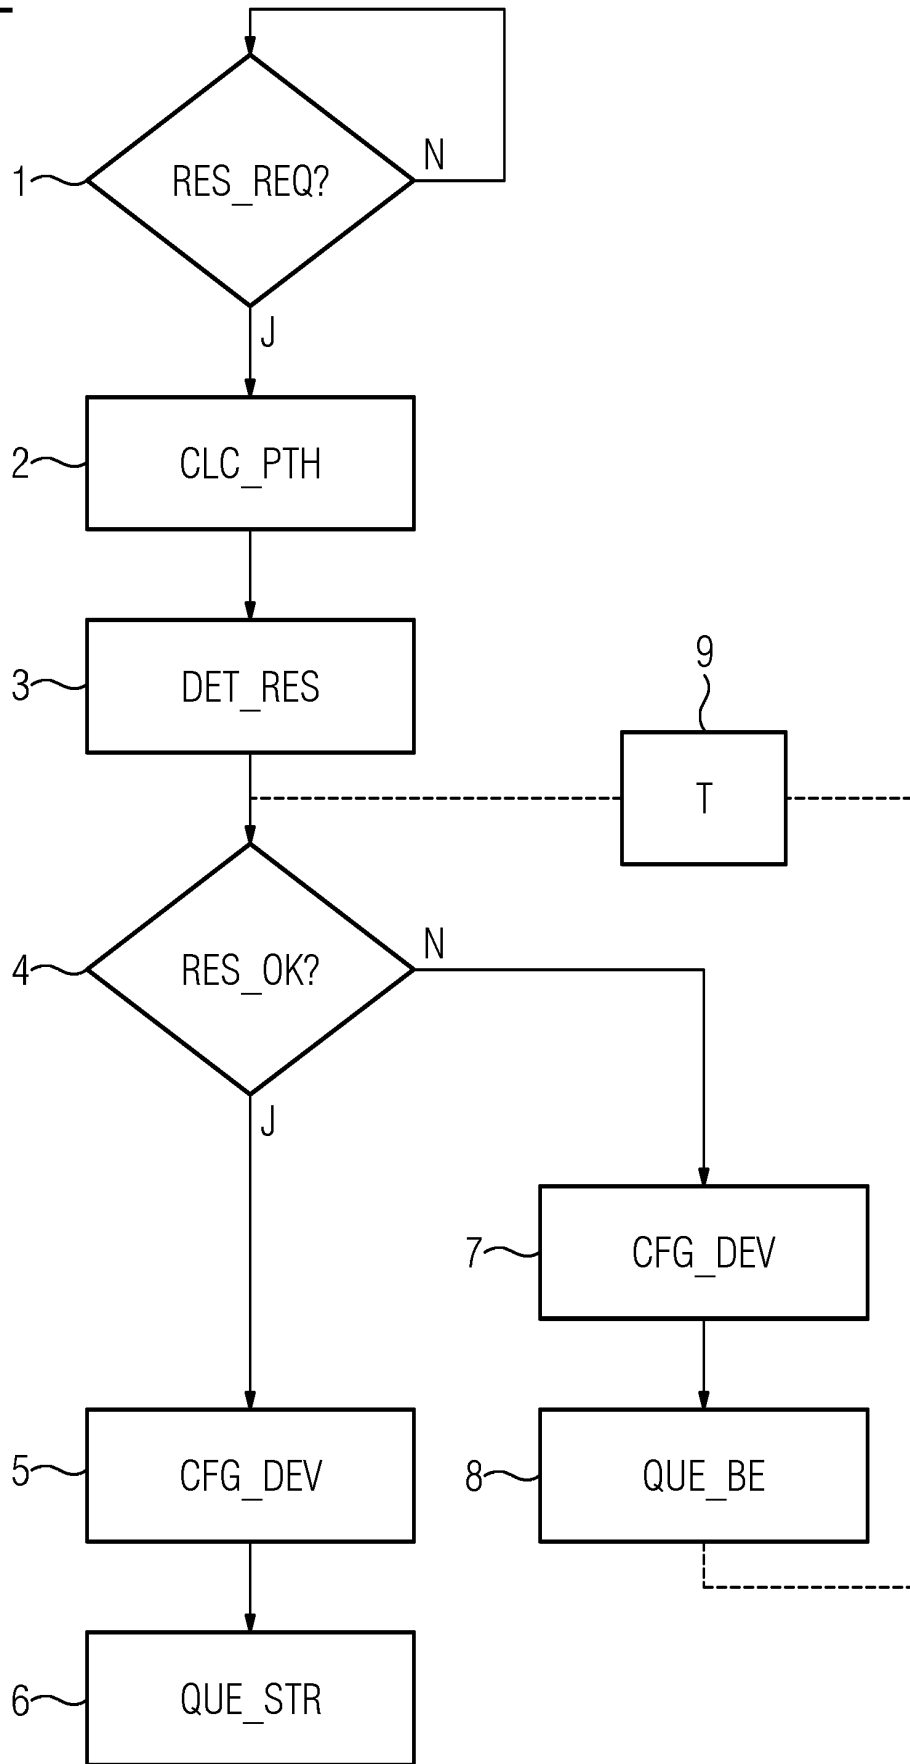 N
1
RES_REQ?
J
2
CLC_PTH
3
DET_RES
9
T
N
4
RES_OK?
J
7
CFG_DEV
5
CFG_DEV
8
QUE_BE
6
QUE_STR